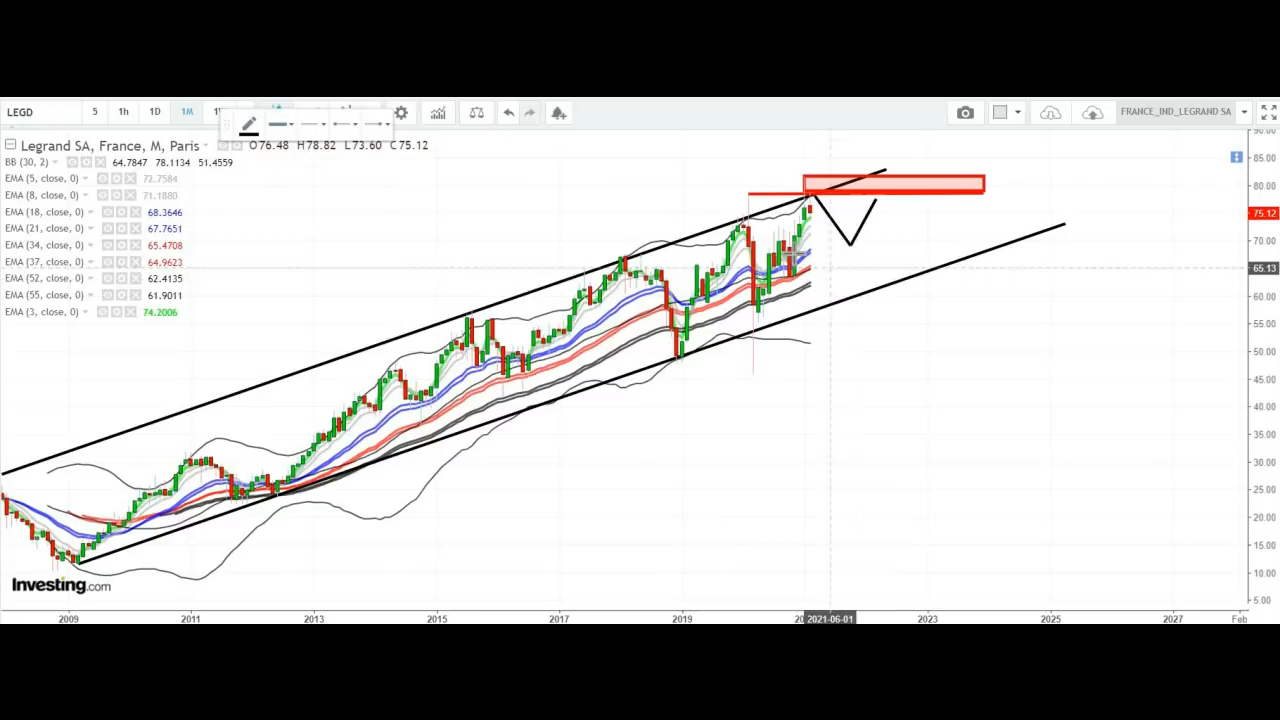 LEGD 5 1h 1D 1M FRANCE_IND_LEGRAND SA
Legrand SA, France, M, Paris O76.48 H78.82 L73.60 C75.12
BB (30, 2) 64.7847 78.1134 51.4559
EMA (5, close, 0) 72.7584
EMA (8, close, 0) 71.1880
EMA (18, close, 0) 68.3646
EMA (21, close, 0) 67.7651
EMA (34, close, 0) 65.4708
EMA (37, close, 0) 64.9623
EMA (52, close, 0) 62.4135
EMA (55, close, 0) 61.9011
EMA (3, close, 0) 74.2006
90.00
85.00
80.00
75.12
70.00
65.13
60.00
55.00
50.00
45.00
40.00
35.00
30.00
25.00
20.00
15.00
10.00
5.00
Investing.com
2009 2011 2013 2015 2017 2019 2021-06-01 2023 2025 2027 Feb